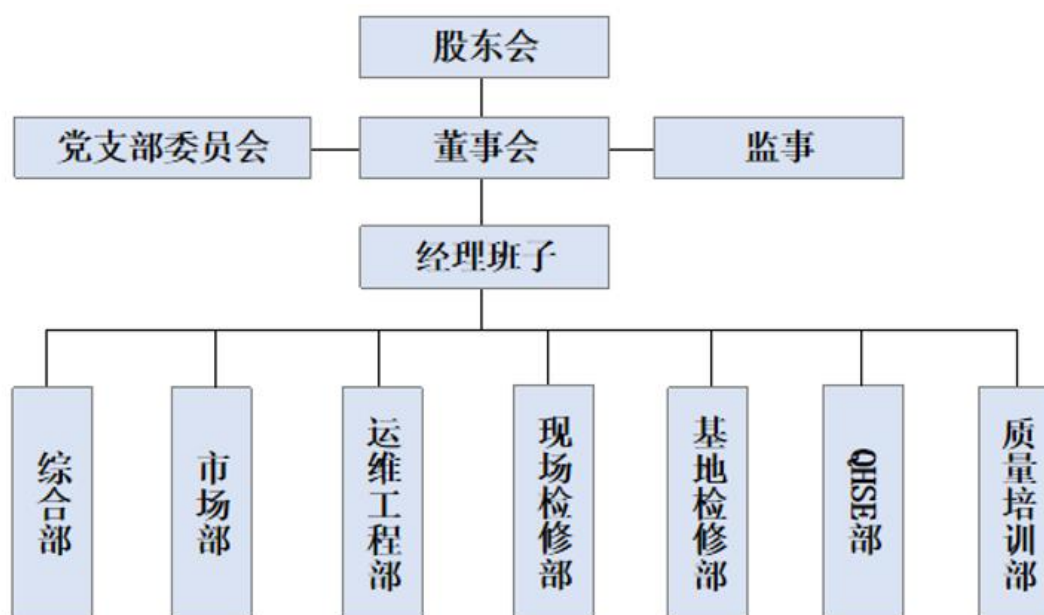 股东会
党支部委员会
董事会
监事
经理班子
综合部
市场部
运维工程部
现场检修部
基地检修部
QHSE部
质量培训部